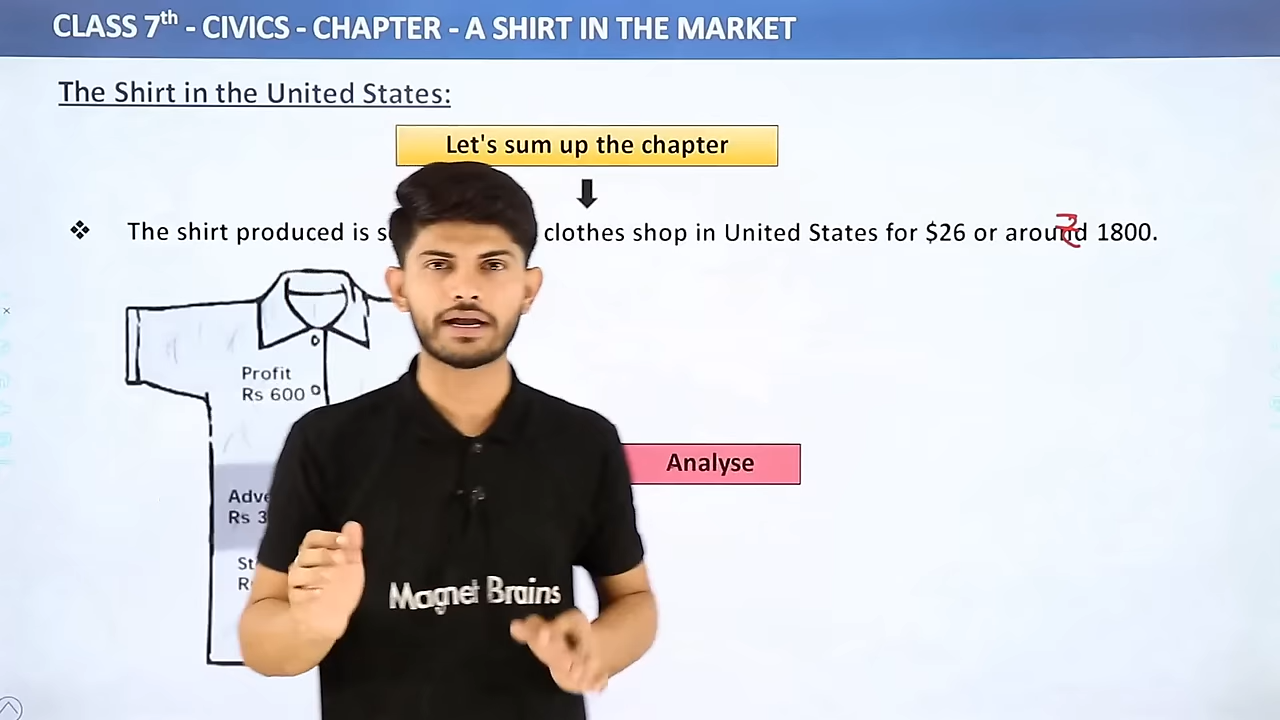 CLASS 7th - CIVICS - CHAPTER - A SHIRT IN THE MARKET
The Shirt in the United States:
Let's sum up the chapter
❖ The shirt produced is clothes shop in United States for $26 or around ₹ 1800.
Profit
Rs 600
Analyse
Magnet Brains